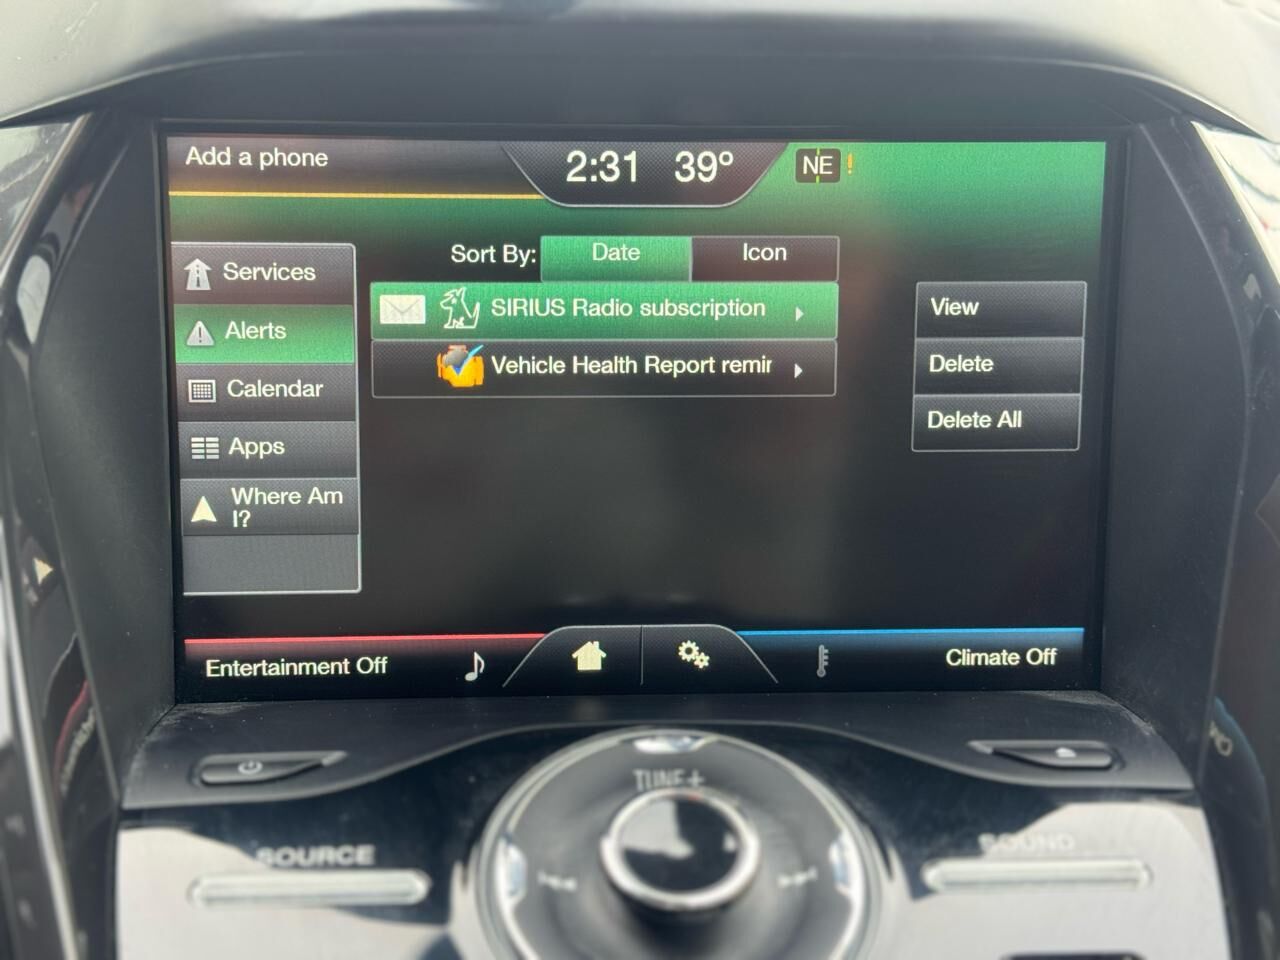 Add a phone
2:31 39° NE !
Sort By: Date Icon
Services
Alerts
Calendar
Apps
Where Am
I?
SIRIUS Radio subscription
Vehicle Health Report remir
View
Delete
Delete All
Entertainment Off
Climate Off
TUNE+
SOURCE
SOUND